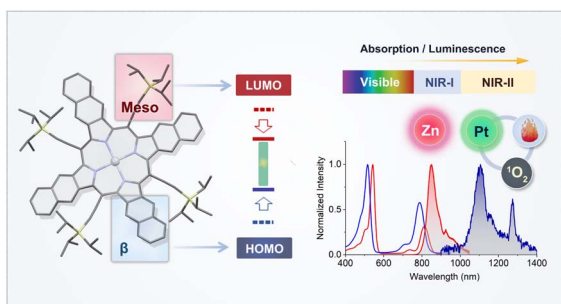 Absorption / Luminescence
Meso
LUMO
Visible
NIR-I
NIR-II
Zn
Pt
¹O₂
β
HOMO
Normalized Intensity
1.0
0.5
0.0
400 600 800 1000 1200 1400
Wavelength (nm)